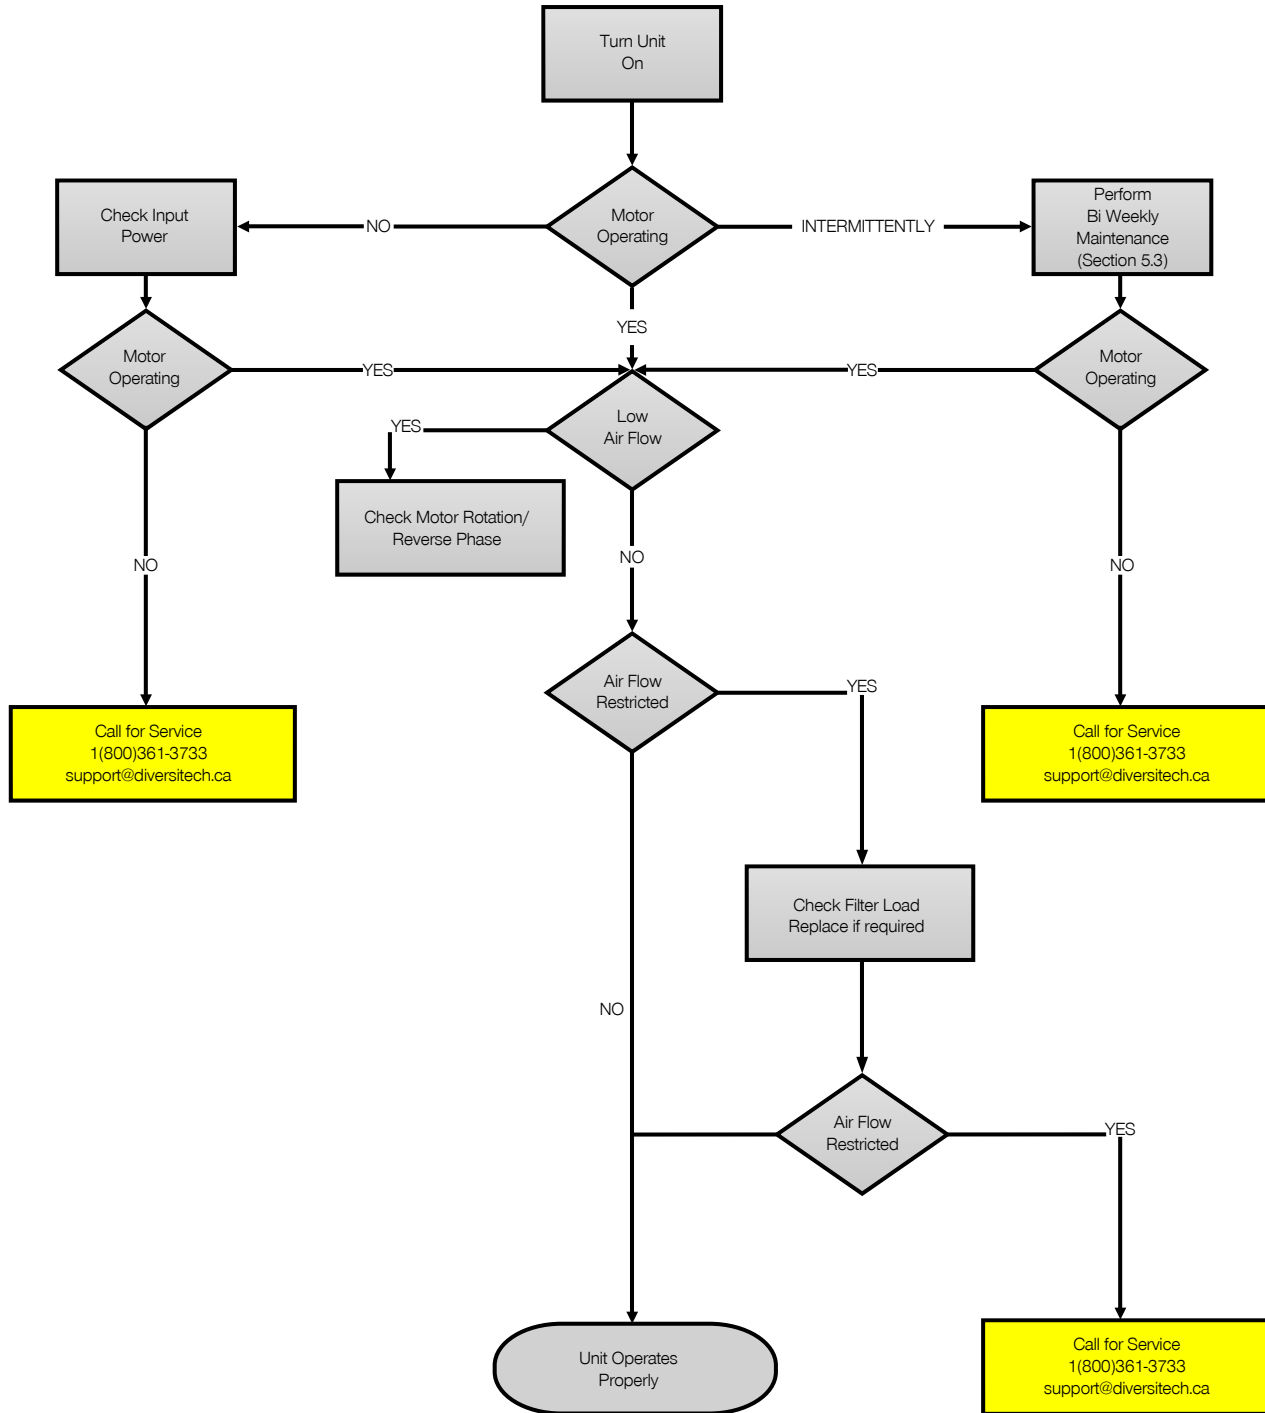 Turn Unit
On
Check Input
Power
NO
Motor
Operating
INTERMITTENTLY
Perform
Bi Weekly
Maintenance
(Section 5.3)
YES
Motor
Operating
YES
YES
Motor
Operating
Low
Air Flow
YES
Check Motor Rotation/
Reverse Phase
NO
NO
NO
Air Flow
Restricted
YES
Call for Service
1(800)361-3733
support@diversitech.ca
Call for Service
1(800)361-3733
support@diversitech.ca
Check Filter Load
Replace if required
NO
Air Flow
Restricted
YES
Unit Operates
Properly
Call for Service
1(800)361-3733
support@diversitech.ca